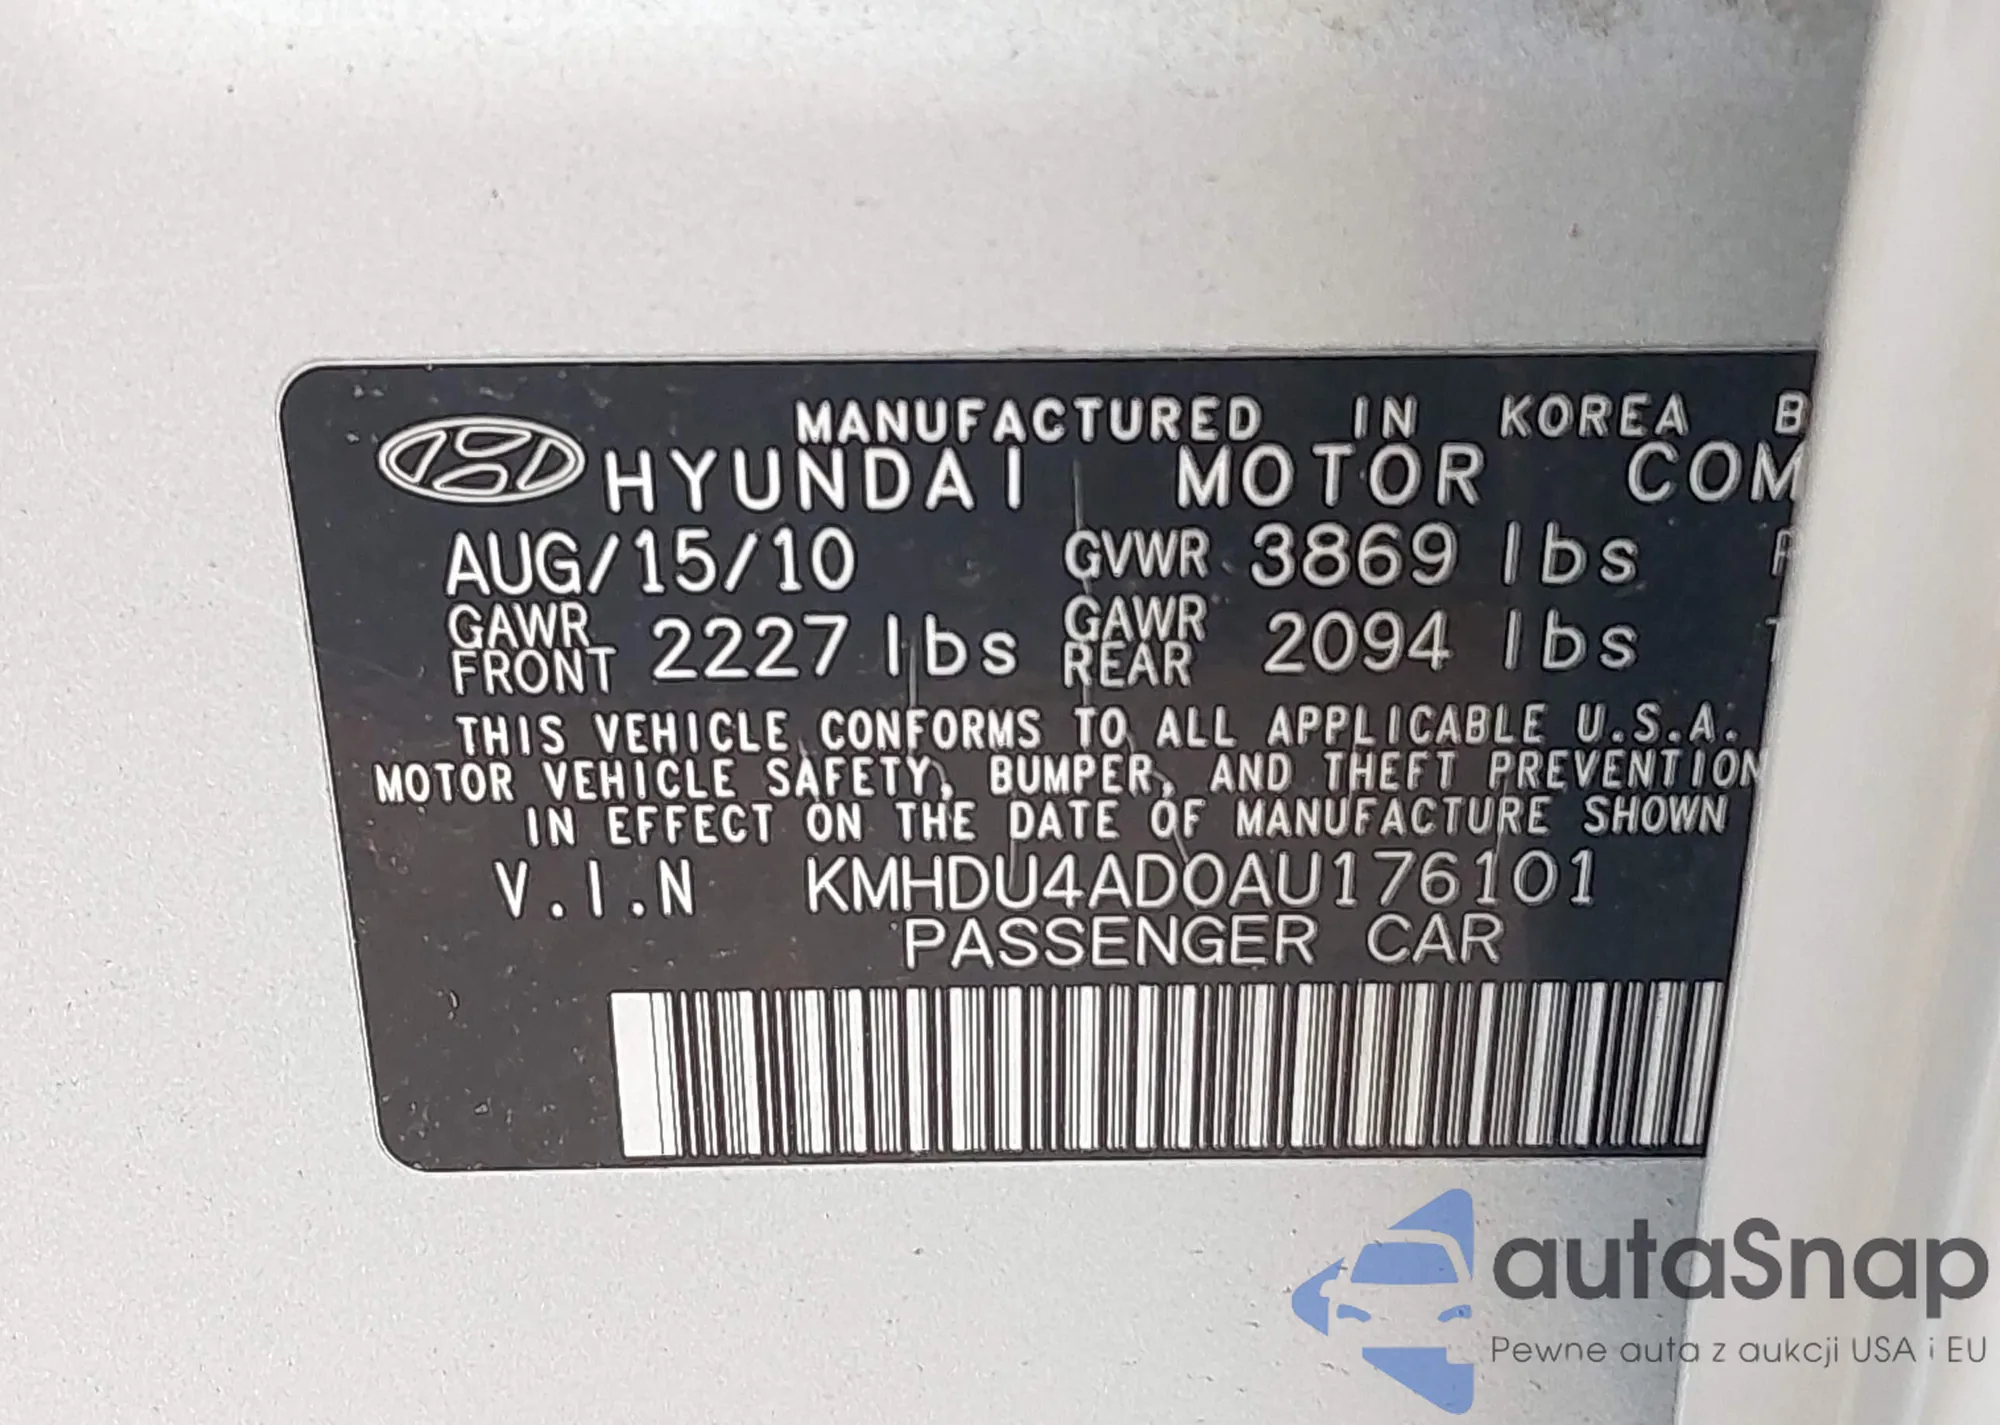 MANUFACTURED IN KOREA B
HYUNDAI MOTOR COM
AUG/15/10 GVWR 3869 lbs
GAWR FRONT 2227 lbs GAWR REAR 2094 lbs
THIS VEHICLE CONFORMS TO ALL APPLICABLE U.S.A.
MOTOR VEHICLE SAFETY, BUMPER, AND THEFT PREVENTION
IN EFFECT ON THE DATE OF MANUFACTURE SHOWN
V.I.N KMHDU4AD0AU176101
PASSENGER CAR
autaSnap
Pewne auta z aukcji USA i EU